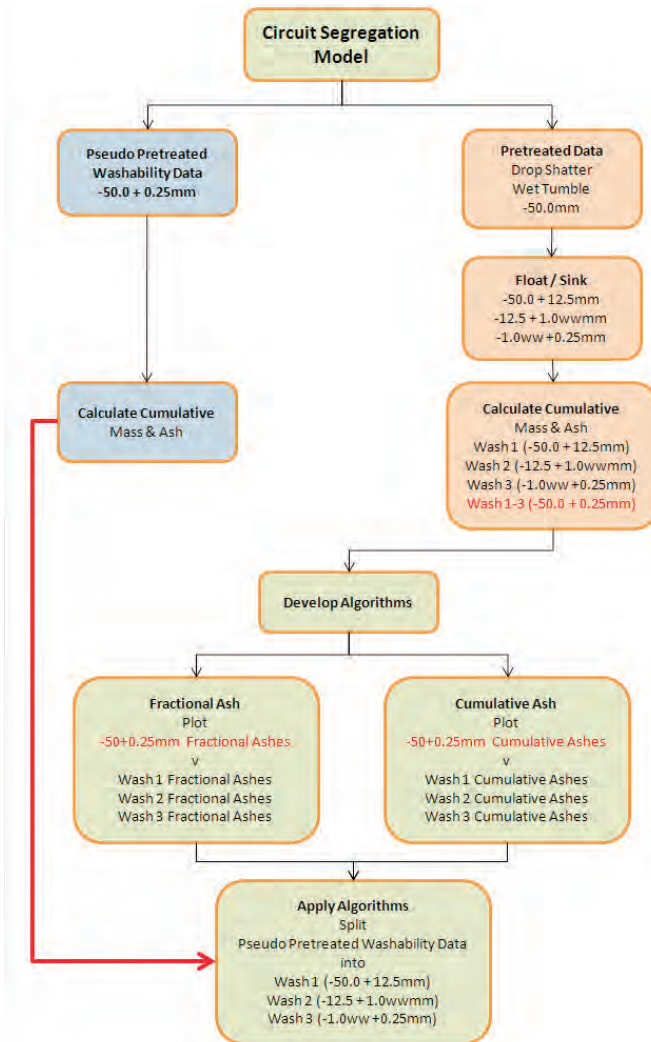 Circuit Segregation
Model
Pseudo Pretreated
Washability Data
-50.0 + 0.25mm
Pretreated Data
Drop Shatter
Wet Tumble
-50.0mm
Float / Sink
-50.0 + 12.5mm
-12.5 + 1.0wwmm
-1.0ww +0.25mm
Calculate Cumulative
Mass & Ash
Calculate Cumulative
Mass & Ash
Wash 1 (-50.0 + 12.5mm)
Wash 2 (-12.5 + 1.0wwmm)
Wash 3 (-1.0ww +0.25mm)
Wash 1-3 (-50.0 + 0.25mm)
Develop Algorithms
Fractional Ash
Plot
-50+0.25mm Fractional Ashes
v
Wash 1 Fractional Ashes
Wash 2 Fractional Ashes
Wash 3 Fractional Ashes
Cumulative Ash
Plot
-50+0.25mm Cumulative Ashes
v
Wash 1 Cumulative Ashes
Wash 2 Cumulative Ashes
Wash 3 Cumulative Ashes
Apply Algorithms
Split
Pseudo Pretreated Washability Data
into
Wash 1 (-50.0 + 12.5mm)
Wash 2 (-12.5 + 1.0wwmm)
Wash 3 (-1.0ww +0.25mm)